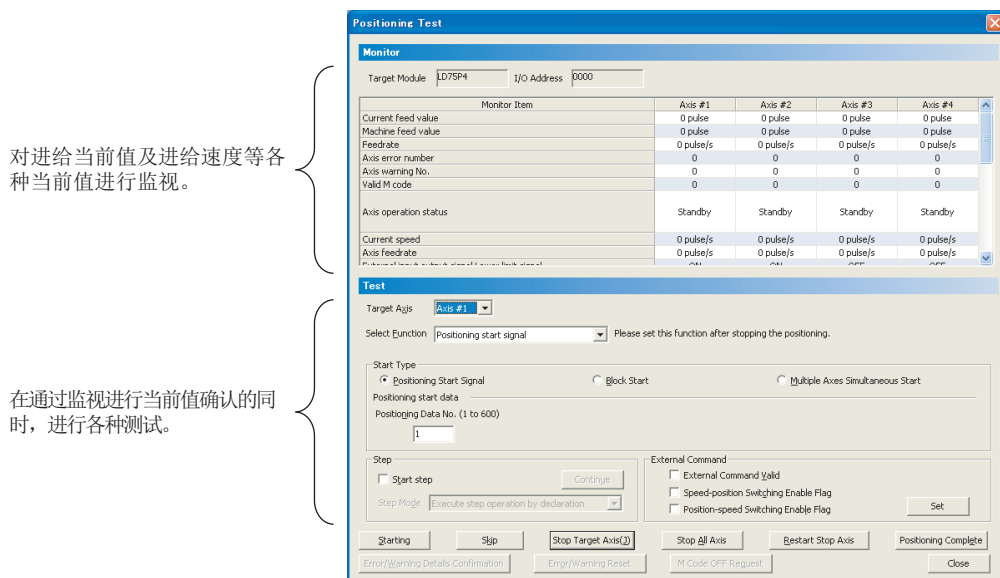 Positioning Test
Monitor
Target Module LD75P4 I/O Address 0000
Monitor Item Axis #1 Axis #2 Axis #3 Axis #4
Current feed value 0 pulse 0 pulse 0 pulse 0 pulse
Machine feed value 0 pulse 0 pulse 0 pulse 0 pulse
Feedrate 0 pulse/s 0 pulse/s 0 pulse/s 0 pulse/s
Axis error number 0 0 0 0
Axis warning No. 0 0 0 0
Valid M code 0 0 0 0
Axis operation status Standby Standby Standby Standby
Current speed 0 pulse/s 0 pulse/s 0 pulse/s 0 pulse/s
Axis feedrate 0 pulse/s 0 pulse/s 0 pulse/s 0 pulse/s
External input output signal Lower limit signal ON ON OFF OFF
对进给当前值及进给速度等各
种当前值进行监视。
Test
Target Axis Axis #1
Select Function Positioning start signal Please set this function after stopping the positioning.
Start Type
Positioning Start Signal Block Start Multiple Axes Simultaneous Start
Positioning start data
Positioning Data No. (1 to 600)
1
在通过监视进行当前值确认的同
时，进行各种测试。
Step
Start step Continue
Step Mode Execute step operation by declaration
External Command
External Command Valid
Speed-position Switching Enable Flag
Position-speed Switching Enable Flag
Set
Starting Skip Stop Target Axis(J) Stop All Axis Restart Stop Axis Positioning Complete
Error/Warning Details Confirmation Error/Warning Reset M Code OFF Request Close